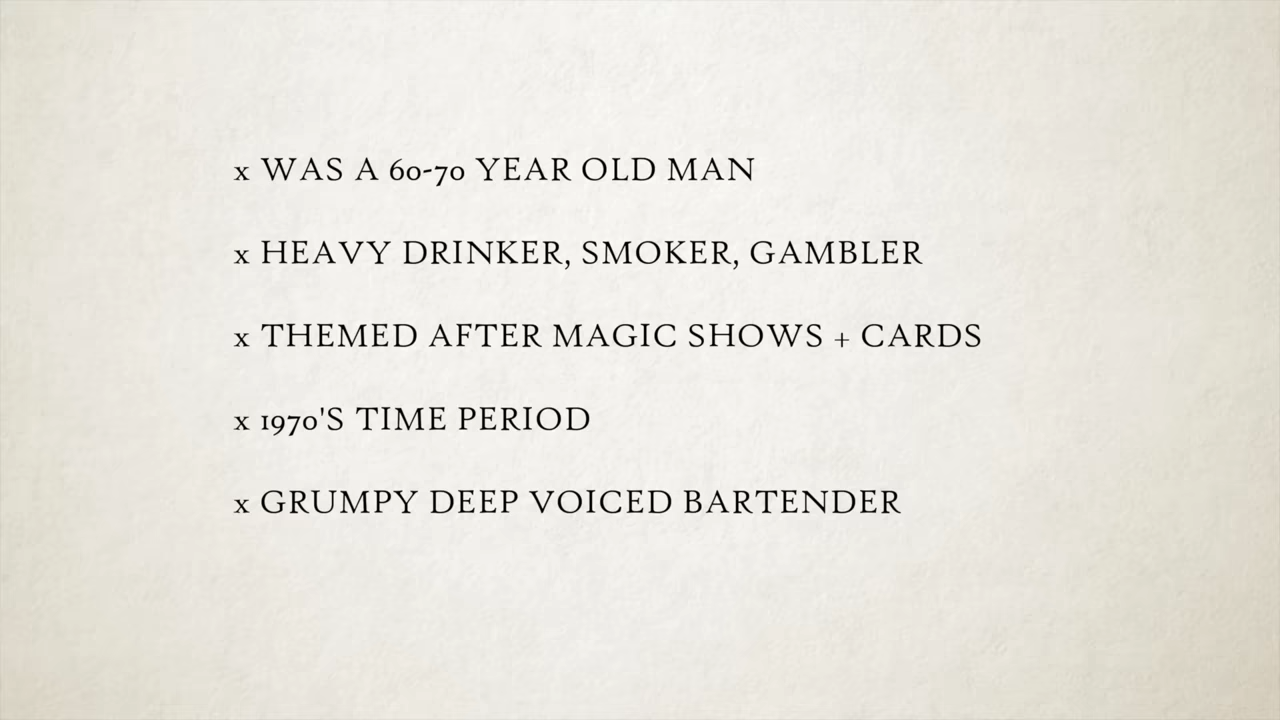 x WAS A 60-70 YEAR OLD MAN
x HEAVY DRINKER, SMOKER, GAMBLER
x THEMED AFTER MAGIC SHOWS + CARDS
x 1970'S TIME PERIOD
x GRUMPY DEEP VOICED BARTENDER